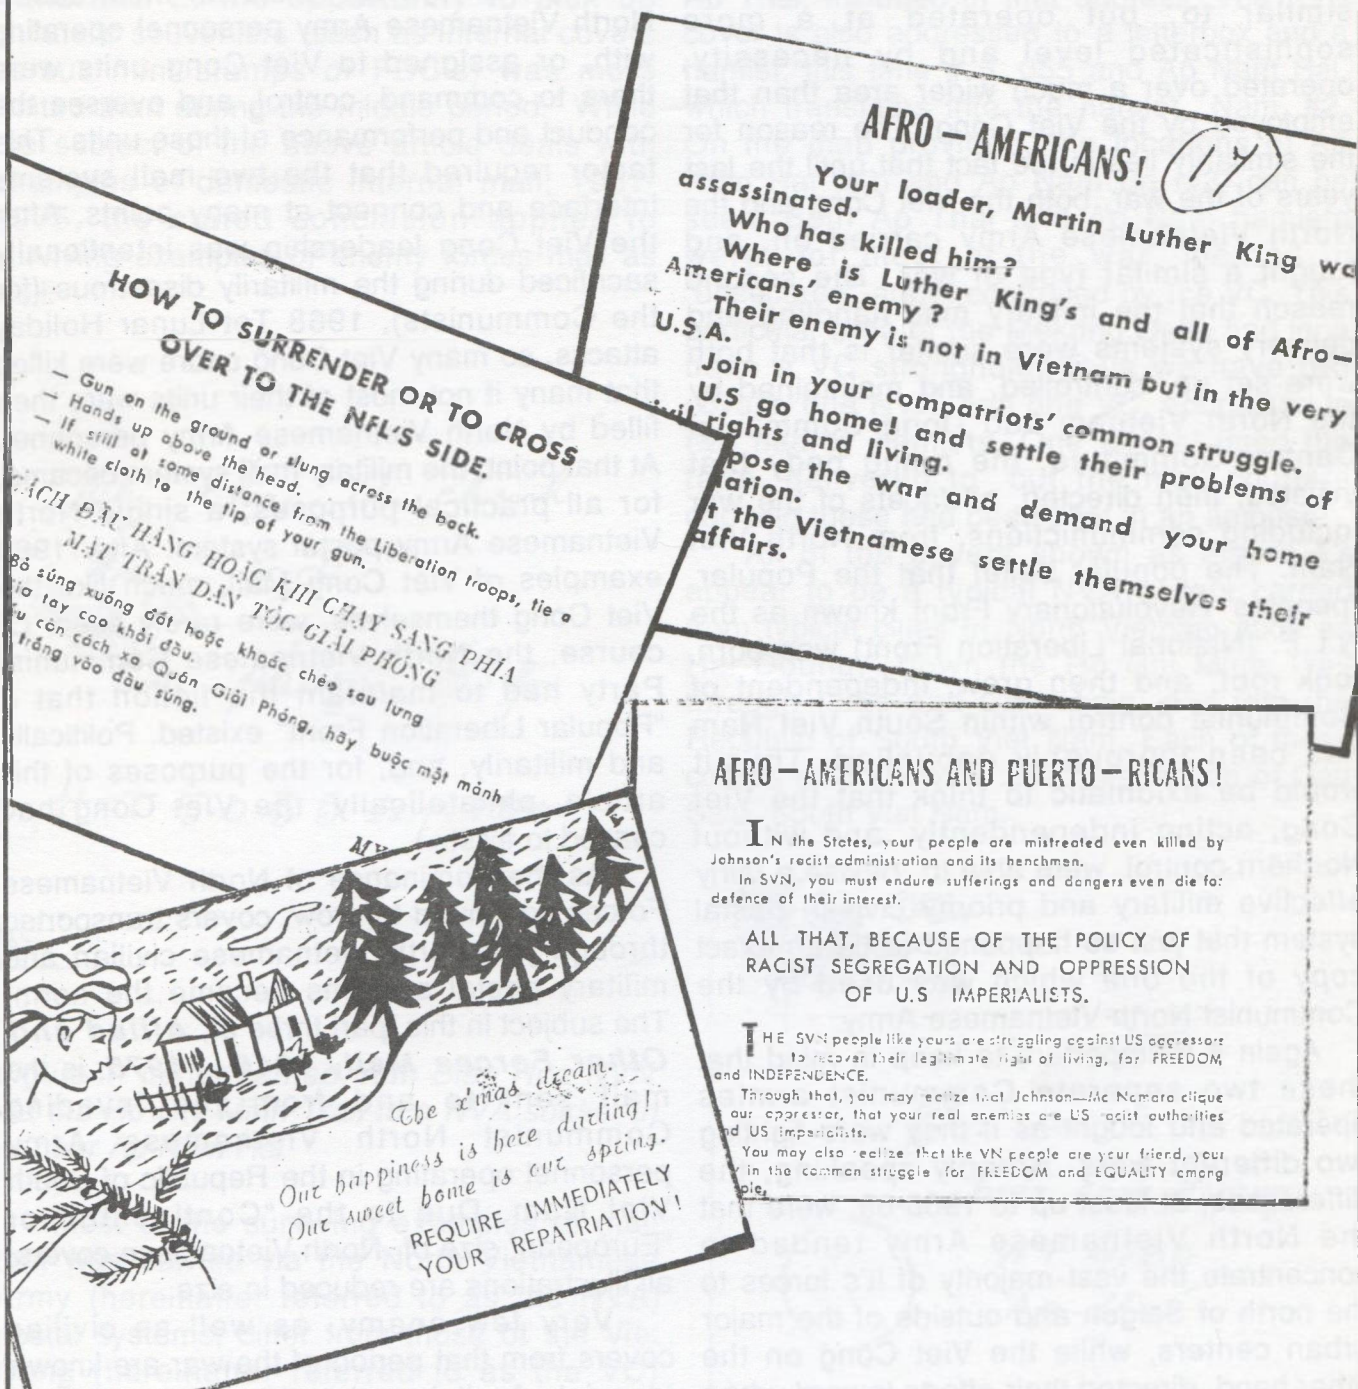 AFRO — AMERICANS!
17
Your loader, Martin Luther King wa
assassinated.
Who has killed him?
Where is Luther King's and all of Afro—
Americans' enemy?
Their enemy is not in Vietnam but in the very
U.S.A.
Join in your compatriots' common struggle.
U.S go home! and settle their problems of
rights and living.
pose the war and demand your home
lation.
t the Vietnamese settle themselves their
affairs.
HOW TO SURRENDER OR TO CROSS
OVER TO THE NFL'S SIDE.
— Gun on the ground or slung across the back.
— Hands up above the head.
If still at some distance from the Liberation troops, tie a
white cloth to the tip of your gun.
ÁCH ĐẦU HÀNG HOẶC KHI CHẠY SANG PHÍA
MẶT TRẬN DÂN TỘC GIẢI PHÓNG
Bỏ súng xuống đất hoặc khoác chéo sau lưng
tay cao khỏi đầu.
còn cách xa Quân Giải Phóng, hãy buộc một mảnh
trắng vào đầu súng.
AFRO — AMERICANS AND PUERTO — RICANS!
IN the States, your people are mistreated even killed by
Johnson's racist administration and its henchmen.
In SVN, you must endure sufferings and dangers even die for
defence of their interest.
ALL THAT, BECAUSE OF THE POLICY OF
RACIST SEGREGATION AND OPPRESSION
OF U.S IMPERIALISTS.
THE SVN people like yours are struggling against US aggressors
to recover their legitimate right of living, for FREEDOM
and INDEPENDENCE.
Through that, you may realize that Johnson—Mc Namara clique
our oppressor, that your real enemies are US racist authorities
and US imperialists.
You may also realize that the VN people are your friend, your
in the common struggle for FREEDOM and EQUALITY among
The Xmas dream.
Our happiness is here darling!
Our sweet home is our spring.
REQUIRE IMMEDIATELY
YOUR REPATRIATION!